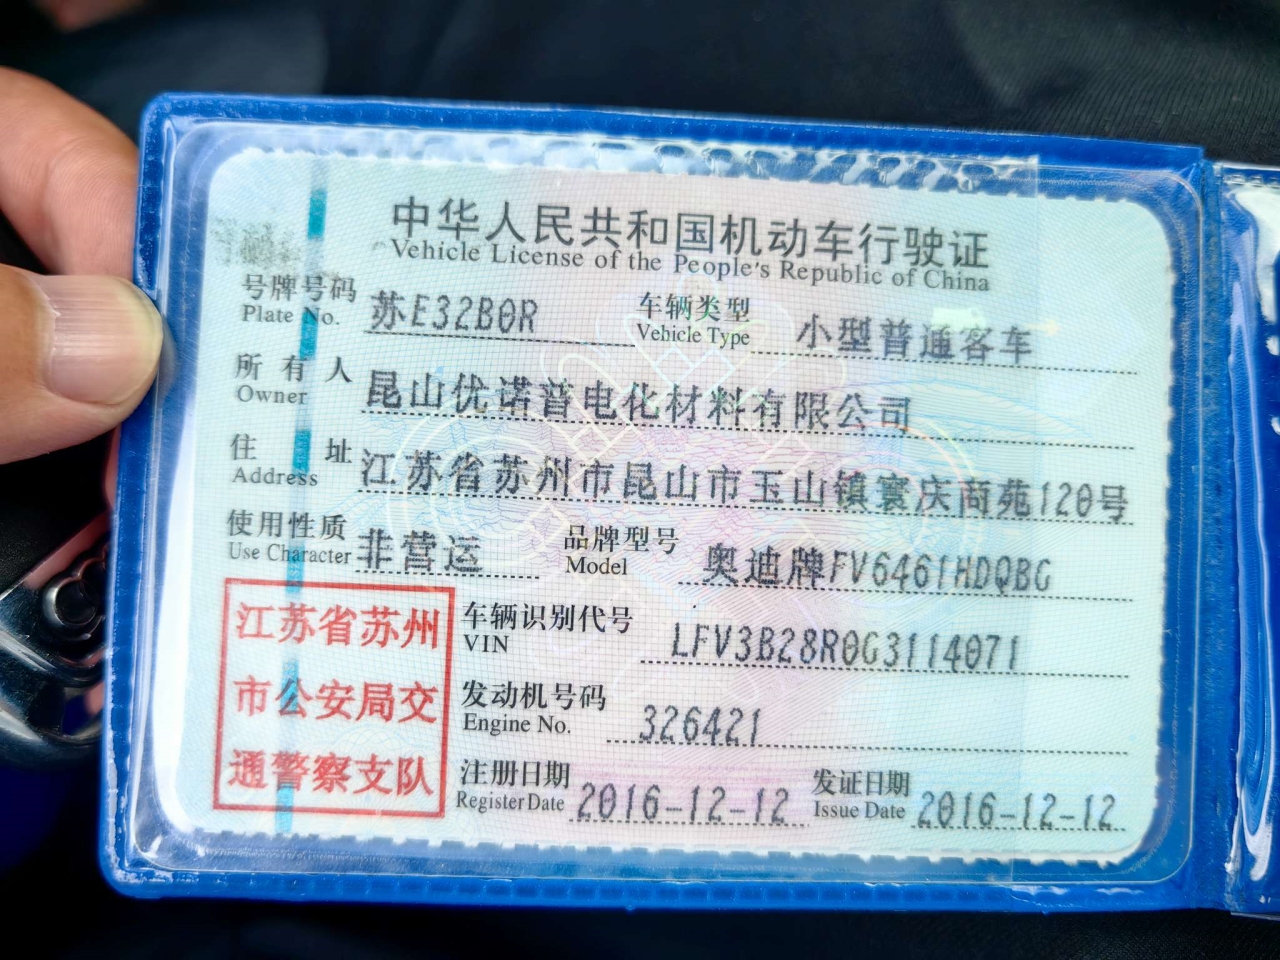 中华人民共和国机动车行驶证
Vehicle License of the People's Republic of China
号牌号码 苏E32B0R 车辆类型 小型普通客车
Plate No. Vehicle Type
所有人 昆山优诺普电化材料有限公司
Owner
住址 江苏省苏州市昆山市玉山镇寰庆商苑120号
Address
使用性质 非营运 品牌型号 奥迪牌FV6461HDQBG
Use Character Model
江苏省苏州
市公安局交
通警察支队
车辆识别代号 LFV3B28R0G3114071
VIN
发动机号码 326421
Engine No.
注册日期 2016-12-12 发证日期 2016-12-12
Register Date Issue Date